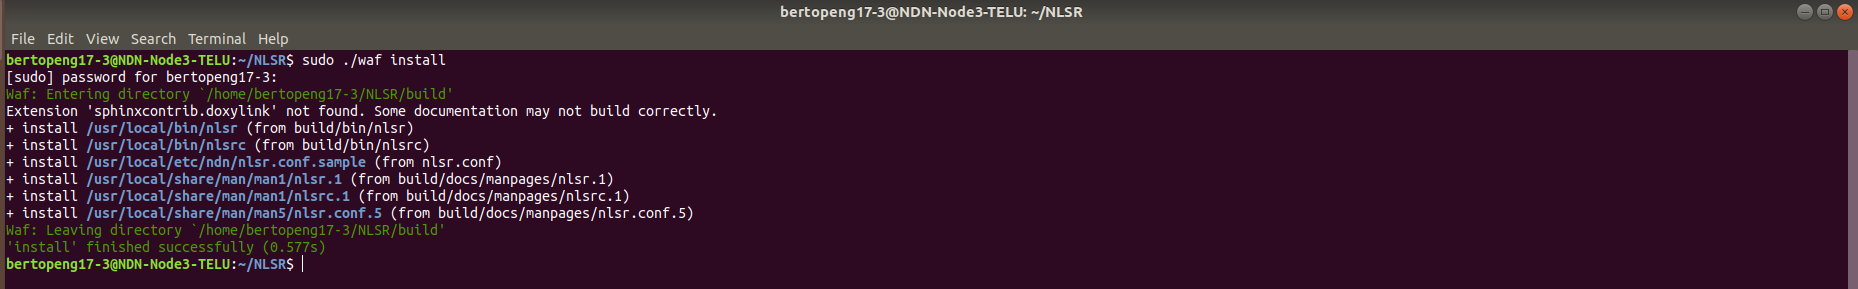 bertopeng17-3@NDN-Node3-TELU: ~/NLSR
File Edit View Search Terminal Help
bertopeng17-3@NDN-Node3-TELU:~/NLSR$ sudo ./waf install
[sudo] password for bertopeng17-3:
Waf: Entering directory `/home/bertopeng17-3/NLSR/build'
Extension 'sphinxcontrib.doxylink' not found. Some documentation may not build correctly.
+ install /usr/local/bin/nlsr (from build/bin/nlsr)
+ install /usr/local/bin/nlsrc (from build/bin/nlsrc)
+ install /usr/local/etc/ndn/nlsr.conf.sample (from nlsr.conf)
+ install /usr/local/share/man/man1/nlsr.1 (from build/docs/manpages/nlsr.1)
+ install /usr/local/share/man/man1/nlsrc.1 (from build/docs/manpages/nlsrc.1)
+ install /usr/local/share/man/man5/nlsr.conf.5 (from build/docs/manpages/nlsr.conf.5)
Waf: Leaving directory `/home/bertopeng17-3/NLSR/build'
'install' finished successfully (0.577s)
bertopeng17-3@NDN-Node3-TELU:~/NLSR$